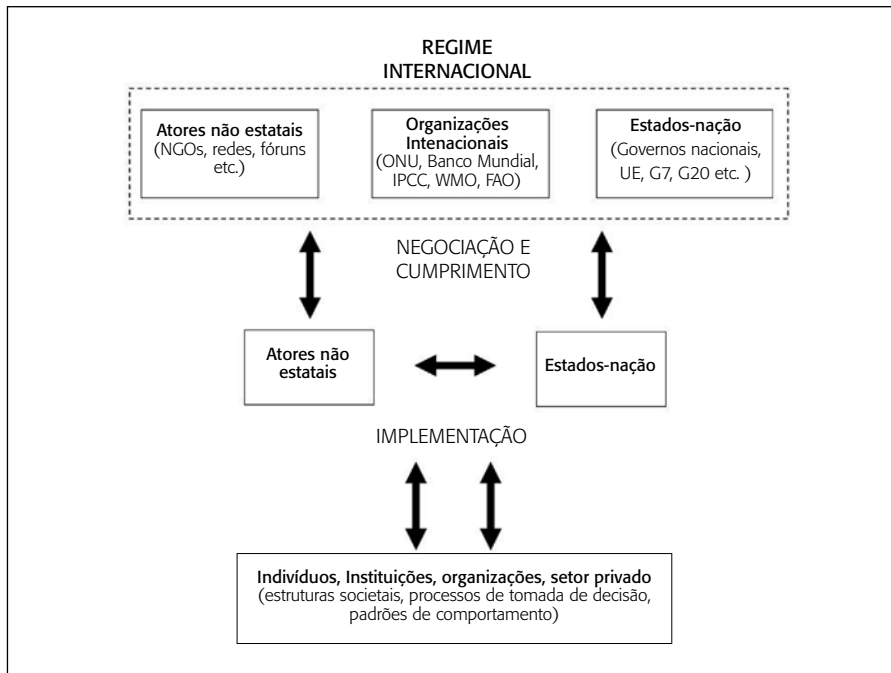 REGIME
INTERNACIONAL
Atores não estatais
(NGOs, redes, fóruns
etc.)
Organizações
Intenacionais
(ONU, Banco Mundial,
IPCC, WMO, FAO)
Estados-nação
(Governos nacionais,
UE, G7, G20 etc. )
NEGOCIAÇÃO E
CUMPRIMENTO
Atores não
estatais
Estados-nação
IMPLEMENTAÇÃO
Indivíduos, Instituições, organizações, setor privado
(estruturas societais, processos de tomada de decisão,
padrões de comportamento)